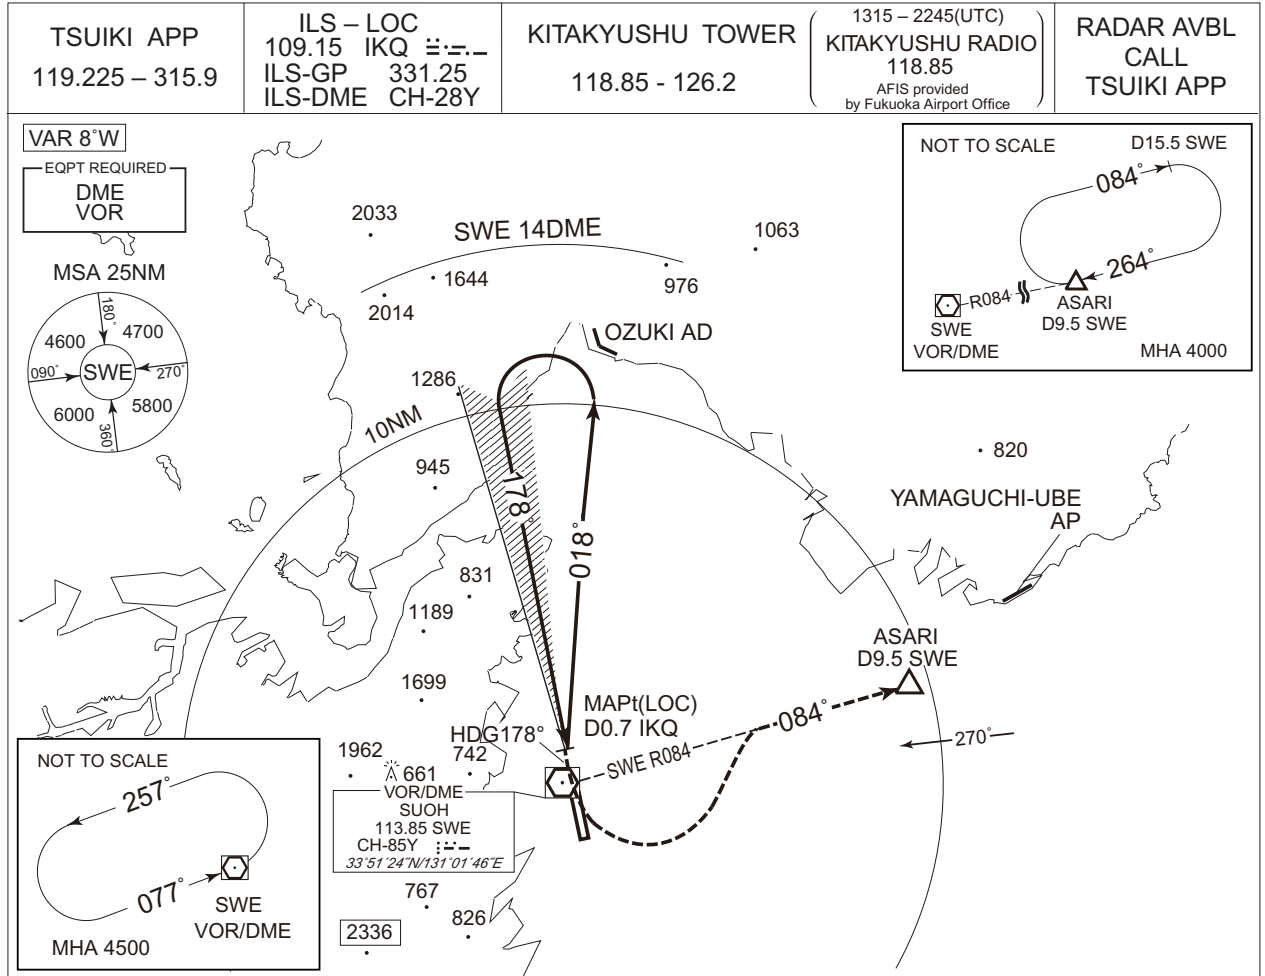 TSUIKI APP
119.225 – 315.9
ILS – LOC
109.15 IKQ
ILS-GP 331.25
ILS-DME CH-28Y
KITAKYUSHU TOWER
118.85 - 126.2
1315 – 2245(UTC)
KITAKYUSHU RADIO
118.85
AFIS provided
by Fukuoka Airport Office
RADAR AVBL
CALL
TSUIKI APP
VAR 8°W
EQPT REQUIRED
DME
VOR
MSA 25NM
180°
4600
4700
090°
SWE
270°
6000
5800
360°
NOT TO SCALE
D15.5 SWE
084°
264°
R084
ASARI
D9.5 SWE
SWE
VOR/DME
MHA 4000
2033
SWE 14DME
1063
1644
976
2014
OZUKI AD
1286
10NM
945
820
178°
YAMAGUCHI-UBE
AP
018°
831
1189
ASARI
D9.5 SWE
1699
MAPt(LOC)
D0.7 IKQ
084°
HDG178°
270°
SWE R084
1962
742
661
VOR/DME
SUOH
113.85 SWE
CH-85Y
33°51′24″N/131°01′46″E
767
826
2336
NOT TO SCALE
257°
077°
SWE
VOR/DME
MHA 4500